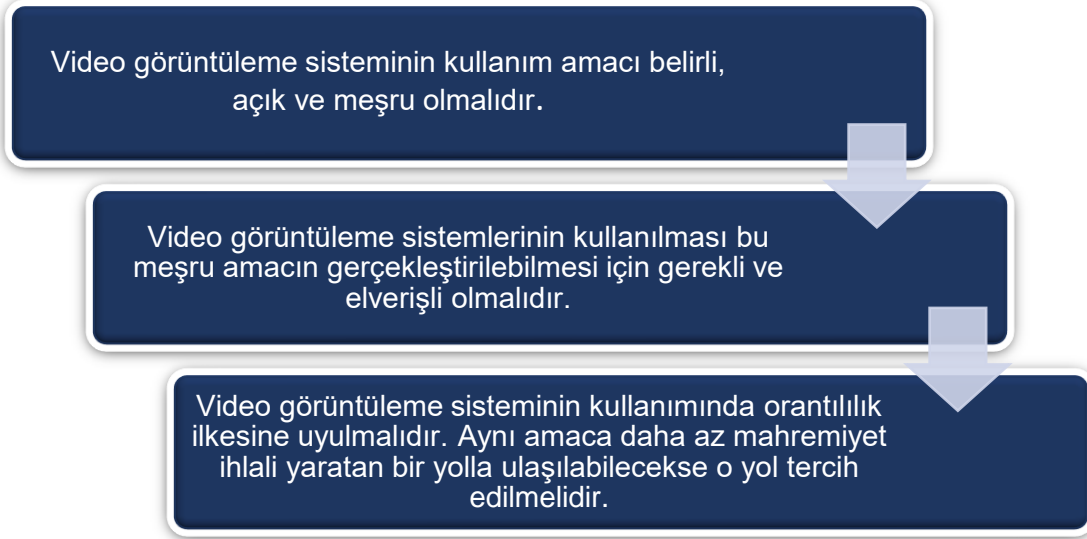 Video görüntüleme sisteminin kullanım amacı belirli,
açık ve meşru olmalıdır.
Video görüntüleme sistemlerinin kullanılması bu
meşru amacın gerçekleştirilebilmesi için gerekli ve
elverişli olmalıdır.
Video görüntüleme sisteminin kullanımında orantılılık
ilkesine uyulmalıdır. Aynı amaca daha az mahremiyet
ihlali yaratan bir yolla ulaşılabilecekse o yol tercih
edilmelidir.